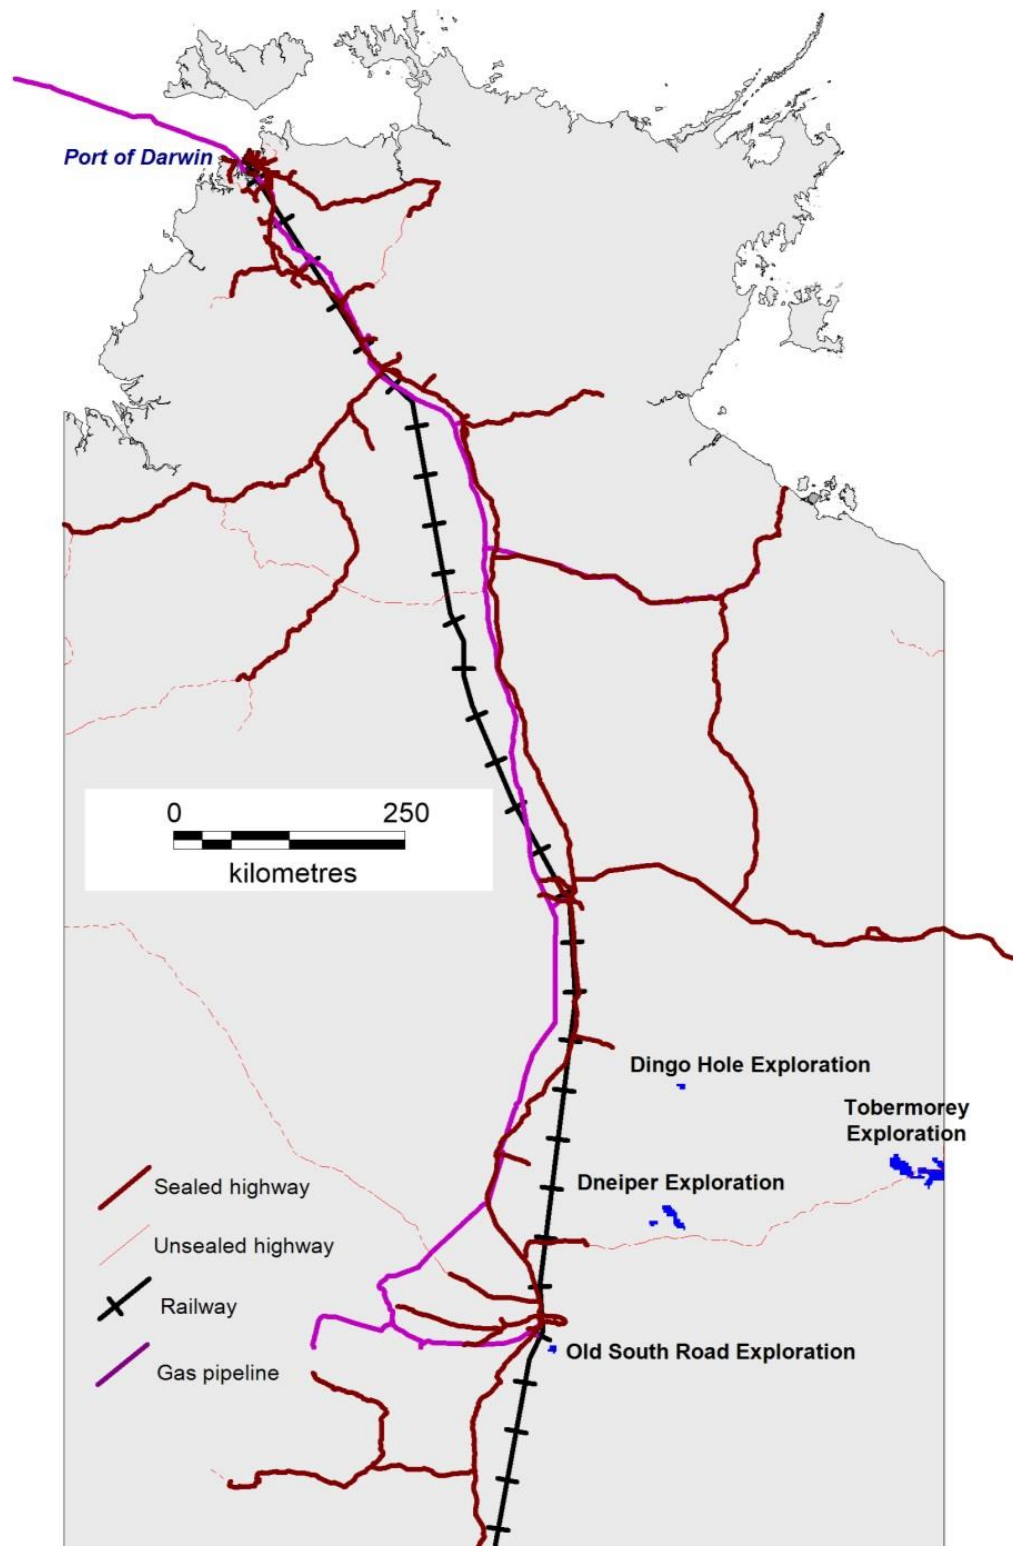 Port of Darwin
0 250
kilometres
Dingo Hole Exploration
Tobermorey
Exploration
Dneiper Exploration
Sealed highway
Unsealed highway
Railway
Old South Road Exploration
Gas pipeline